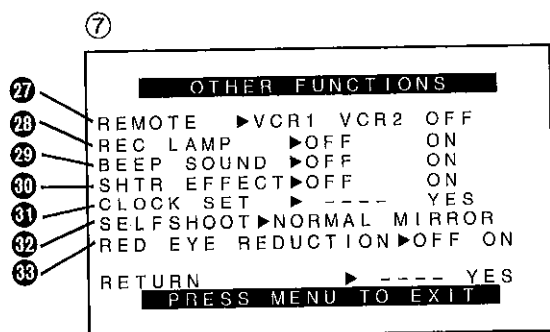 ⑦
OTHER FUNCTIONS
㉗ REMOTE ▶VCR1 VCR2 OFF
㉘ REC LAMP ▶OFF ON
㉙ BEEP SOUND ▶OFF ON
㉚ SHTR EFFECT▶OFF ON
㉛ CLOCK SET ▶ ---- YES
㉜ SELFSHOOT▶NORMAL MIRROR
㉝ RED EYE REDUCTION▶OFF ON
RETURN ▶ ---- YES
PRESS MENU TO EXIT